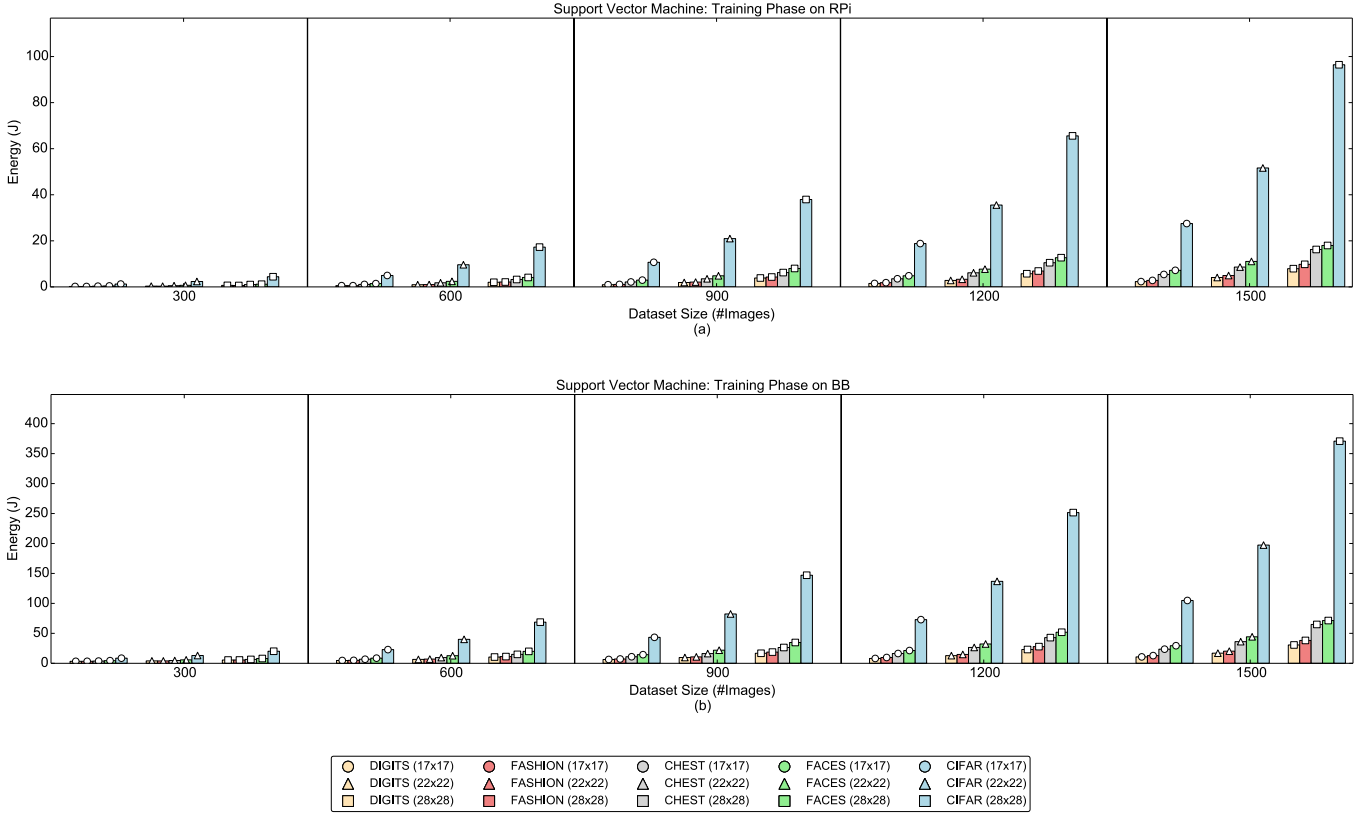 Support Vector Machine: Training Phase on RPi
Energy (J)
100
80
60
40
20
0
300
600
900
1200
1500
Dataset Size (#Images)
(a)
Support Vector Machine: Training Phase on BB
Energy (J)
400
350
300
250
200
150
100
50
0
300
600
900
1200
1500
Dataset Size (#Images)
(b)
DIGITS (17x17) FASHION (17x17) CHEST (17x17) FACES (17x17) CIFAR (17x17)
DIGITS (22x22) FASHION (22x22) CHEST (22x22) FACES (22x22) CIFAR (22x22)
DIGITS (28x28) FASHION (28x28) CHEST (28x28) FACES (28x28) CIFAR (28x28)